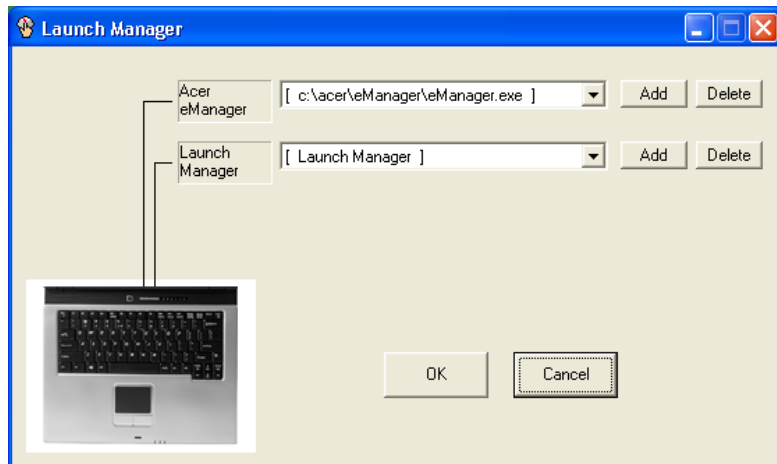 Launch Manager
Acer
eManager
[ c:\acer\eManager\eManager.exe ]
Add
Delete
Launch
Manager
[ Launch Manager ]
Add
Delete
OK
Cancel